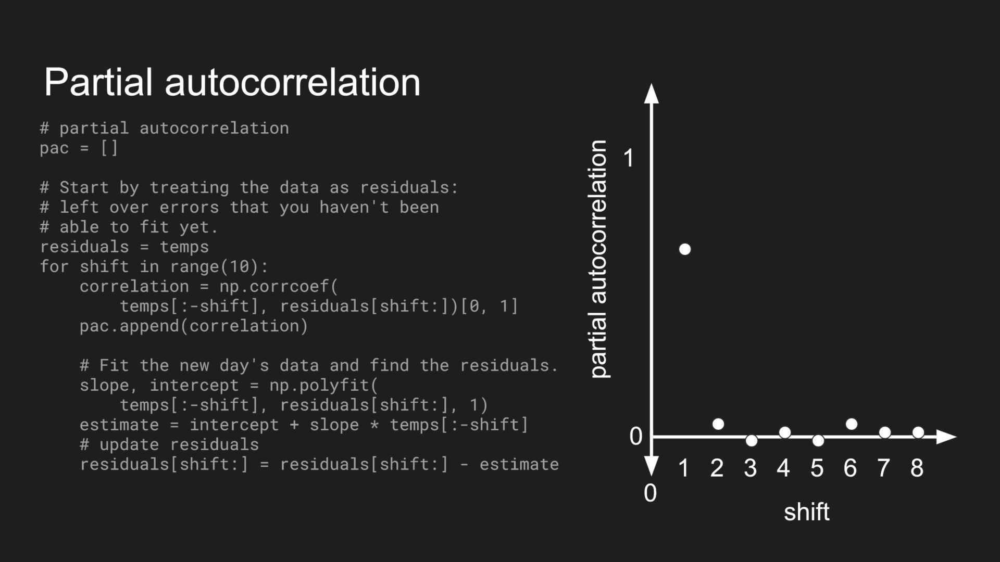 Partial autocorrelation
# partial autocorrelation
pac = []
# Start by treating the data as residuals:
# left over errors that you haven't been
# able to fit yet.
residuals = temps
for shift in range(10):
    correlation = np.corrcoef(
        temps[:-shift], residuals[shift:])[0, 1]
    pac.append(correlation)
    # Fit the new day's data and find the residuals.
    slope, intercept = np.polyfit(
        temps[:-shift], residuals[shift:], 1)
    estimate = intercept + slope * temps[:-shift]
    # update residuals
    residuals[shift:] = residuals[shift:] - estimate
partial autocorrelation
1
0
1 2 3 4 5 6 7 8
0
shift